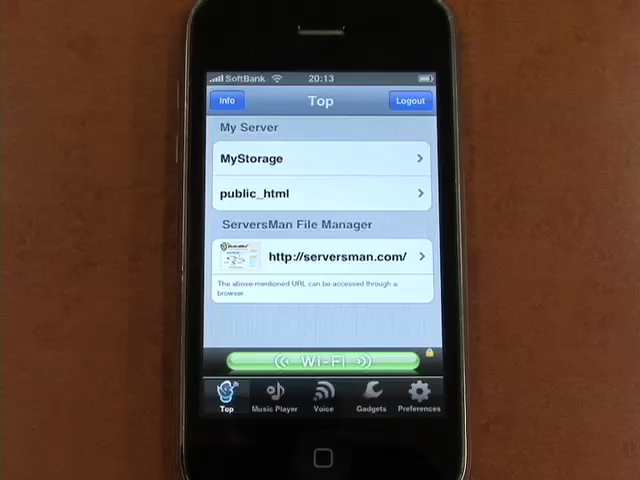 SoftBank 20:13
Info Top Logout
My Server
MyStorage
public_html
ServersMan File Manager
http://serversman.com/
The above-mentioned URL can be accessed through a
browser.
Wi-Fi
Top Music Player Voice Gadgets Preferences